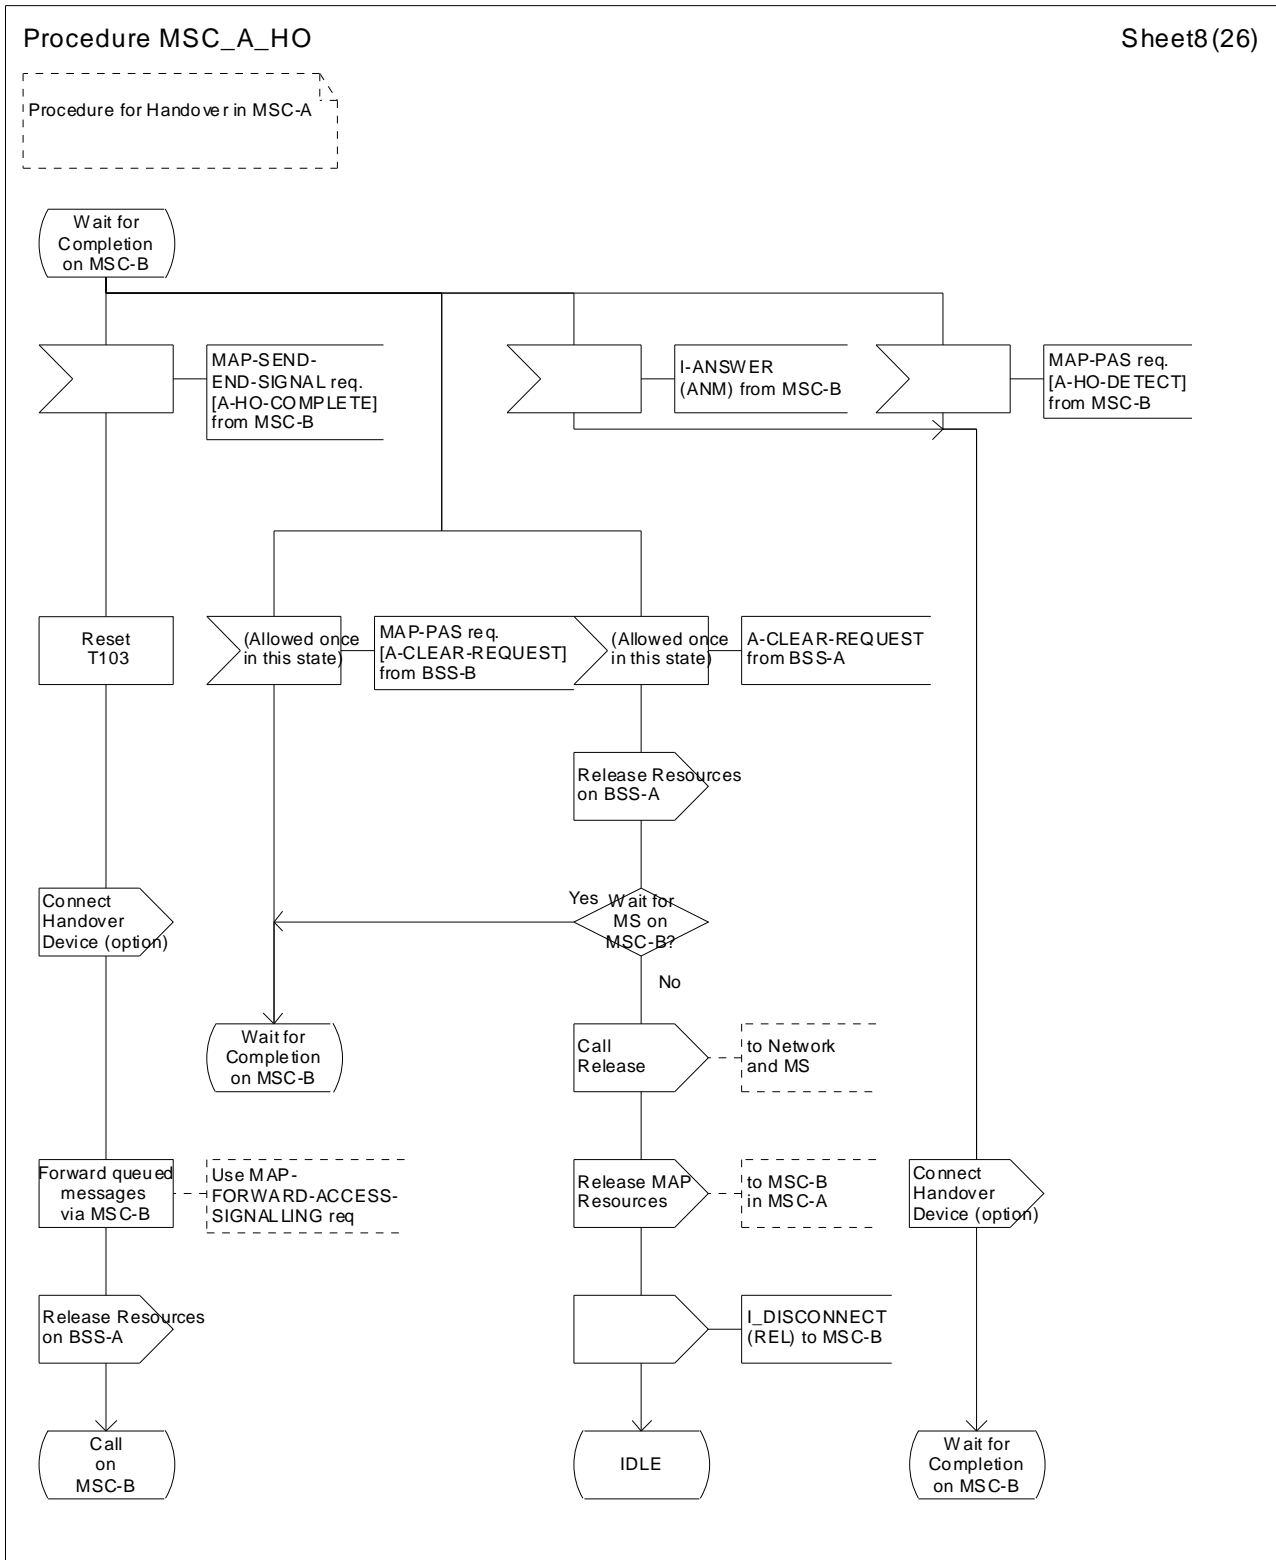 Procedure MSC_A_HO
Sheet8(26)
Procedure for Handover in MSC-A
Wait for
Completion
on MSC-B
MAP-SEND-
END-SIGNAL req.
[A-HO-COMPLETE]
from MSC-B
I-ANSWER
(ANM) from MSC-B
MAP-PAS req.
[A-HO-DETECT]
from MSC-B
Reset
T103
(Allowed once
in this state)
MAP-PAS req.
[A-CLEAR-REQUEST]
from BSS-B
(Allowed once
in this state)
A-CLEAR-REQUEST
from BSS-A
Release Resources
on BSS-A
Connect
Handover
Device (option)
Yes
Wait for
MS on
MSC-B?
No
Wait for
Completion
on MSC-B
Call
Release
to Network
and MS
Forward queued
messages
via MSC-B
Use MAP-
FORWARD-ACCESS-
SIGNALLING req
Release MAP
Resources
to MSC-B
in MSC-A
Connect
Handover
Device (option)
Release Resources
on BSS-A
I_DISCONNECT
(REL) to MSC-B
Call
on
MSC-B
IDLE
Wait for
Completion
on MSC-B